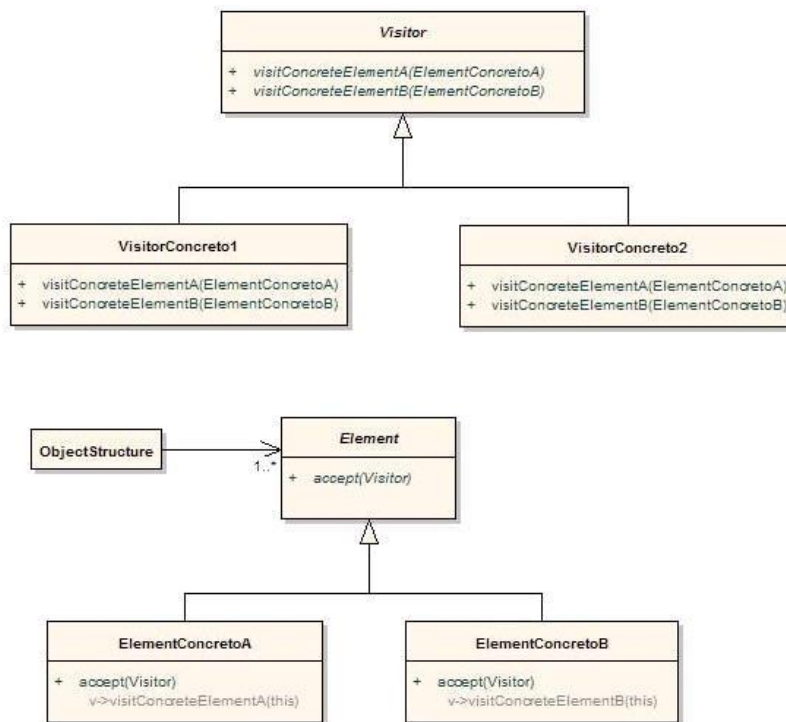 Visitor
+ visitConcreteElementA(ElementConcretoA)
+ visitConcreteElementB(ElementConcretoB)
VisitorConcreto1
+ visitConcreteElementA(ElementConcretoA)
+ visitConcreteElementB(ElementConcretoB)
VisitorConcreto2
+ visitConcreteElementA(ElementConcretoA)
+ visitConcreteElementB(ElementConcretoB)
ObjectStructure
1..*
Element
+ accept(Visitor)
ElementConcretoA
+ accept(Visitor)
v->visitConcreteElementA(this)
ElementConcretoB
+ accept(Visitor)
v->visitConcreteElementB(this)